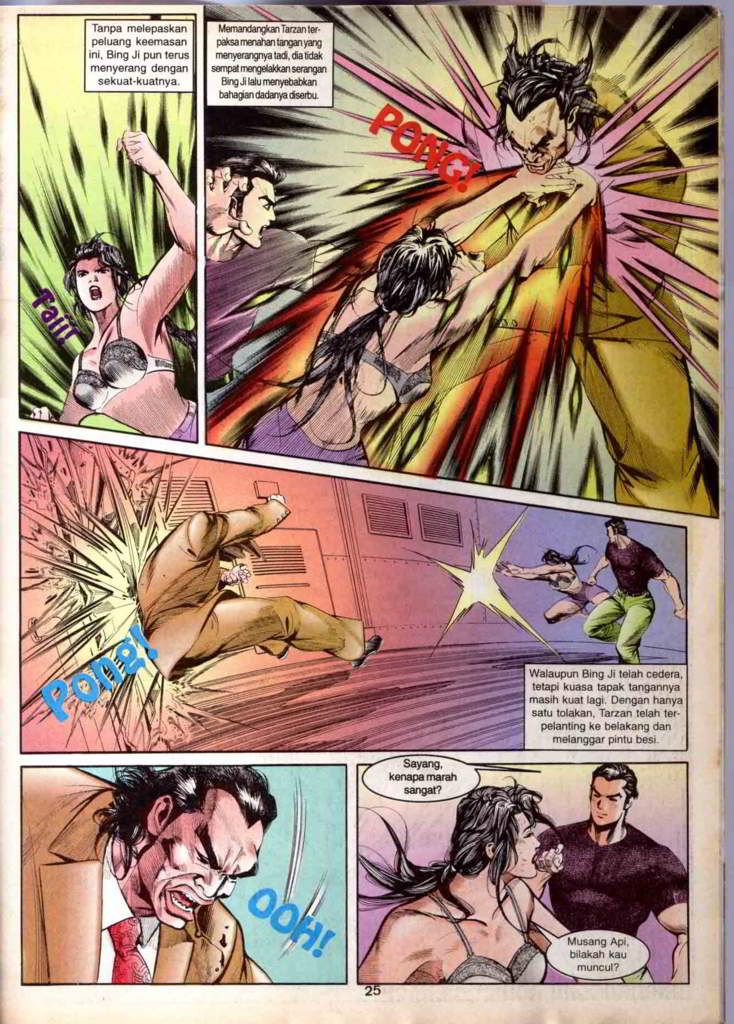 Tanpa melepaskan
peluang keemasan
ini, Bing Ji pun terus
menyerang dengan
sekuat-kuatnya.
Taiii!
Memandangkan Tarzan ter-
paksa menahan tangan yang
menyerangnya tadi, dia tidak
sempat mengelakkan serangan
Bing Ji lalu menyebabkan
bahagian dadanya diserbu.
PONG!
Pong!
Walaupun Bing Ji telah cedera,
tetapi kuasa tapak tangannya
masih kuat lagi. Dengan hanya
satu tolakan, Tarzan telah ter-
pelanting ke belakang dan
melanggar pintu besi.
OOH!
Sayang,
kenapa marah
sangat?
Musang Api,
bilakah kau
muncul?
25